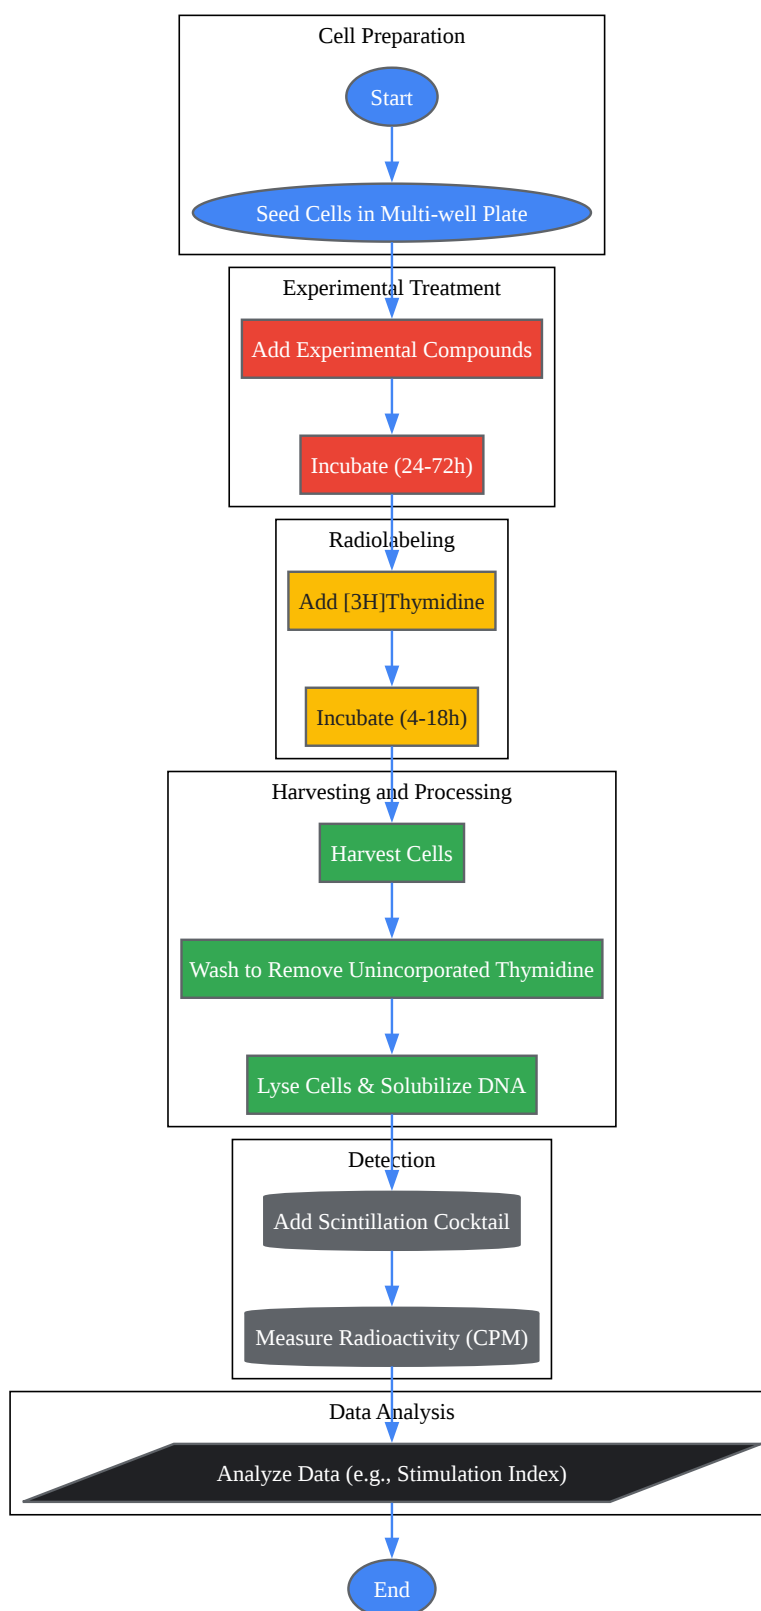 Cell Preparation
Start
Seed Cells in Multi-well Plate
Experimental Treatment
Add Experimental Compounds
Incubate (24-72h)
Radiolabeling
Add [3H]Thymidine
Incubate (4-18h)
Harvesting and Processing
Harvest Cells
Wash to Remove Unincorporated Thymidine
Lyse Cells & Solubilize DNA
Detection
Add Scintillation Cocktail
Measure Radioactivity (CPM)
Data Analysis
Analyze Data (e.g., Stimulation Index)
End